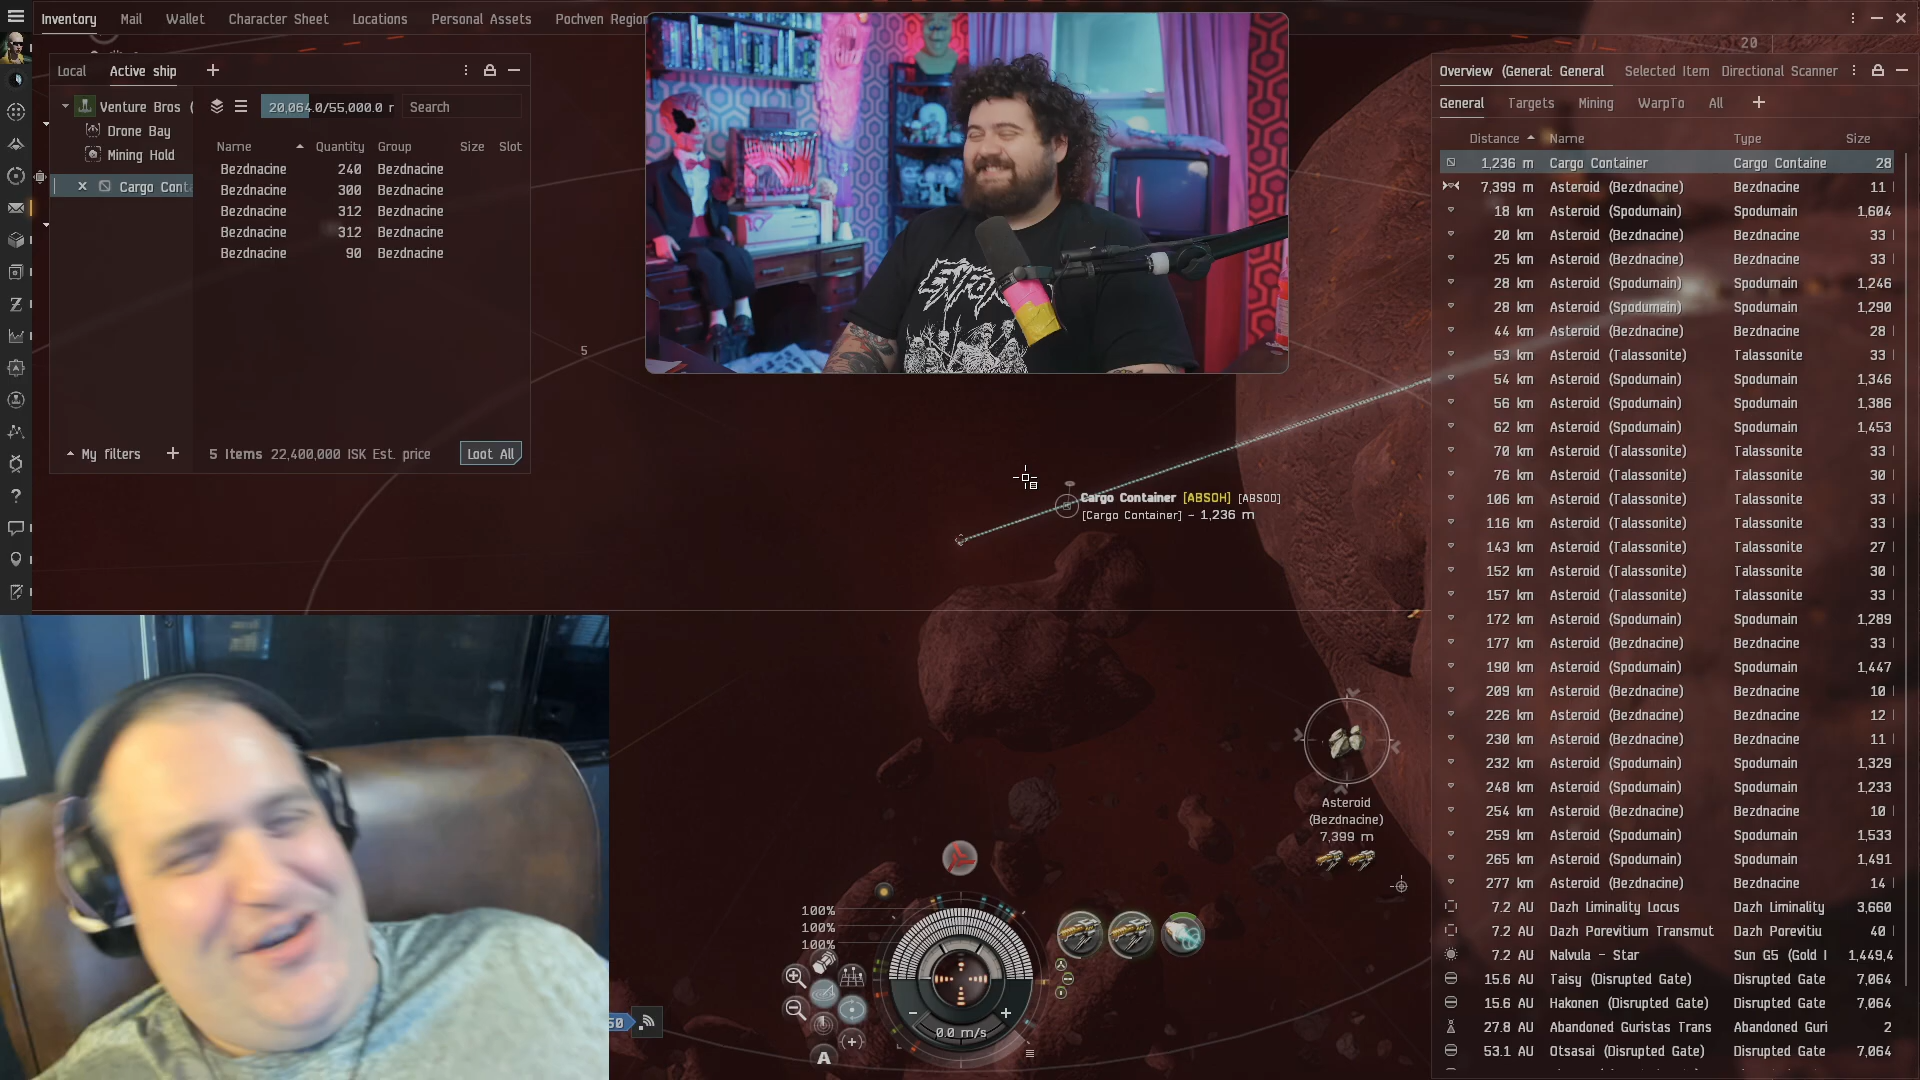 Inventory Mail Wallet Character Sheet Locations Personal Assets Pochven Region
20
Local Active ship
Venture Bros (
20,064.0/55,000.0 Search
Drone Bay
Mining Hold
Cargo Cont
Name Quantity Group Size Slot
Bezdnacine 240 Bezdnacine
Bezdnacine 300 Bezdnacine
Bezdnacine 312 Bezdnacine
Bezdnacine 312 Bezdnacine
Bezdnacine 90 Bezdnacine
My filters 5 Items 22,400,000 ISK Est. price Loot All
5
Cargo Container [ABSOH] [ABSOD]
[Cargo Container] - 1,236 m
Overview (General: General Selected Item Directional Scanner
General Targets Mining WarpTo All
Distance Name Type Size
1,236 m Cargo Container Cargo Containe 28
7,399 m Asteroid (Bezdnacine) Bezdnacine 11
18 km Asteroid (Spodumain) Spodumain 1,604
20 km Asteroid (Bezdnacine) Bezdnacine 33
25 km Asteroid (Bezdnacine) Bezdnacine 33
28 km Asteroid (Spodumain) Spodumain 1,246
28 km Asteroid (Spodumain) Spodumain 1,290
44 km Asteroid (Bezdnacine) Bezdnacine 28
53 km Asteroid (Talassonite) Talassonite 33
54 km Asteroid (Spodumain) Spodumain 1,346
56 km Asteroid (Spodumain) Spodumain 1,386
62 km Asteroid (Spodumain) Spodumain 1,453
70 km Asteroid (Talassonite) Talassonite 33
76 km Asteroid (Talassonite) Talassonite 30
106 km Asteroid (Talassonite) Talassonite 33
116 km Asteroid (Talassonite) Talassonite 33
143 km Asteroid (Talassonite) Talassonite 27
152 km Asteroid (Talassonite) Talassonite 30
157 km Asteroid (Talassonite) Talassonite 33
172 km Asteroid (Spodumain) Spodumain 1,289
177 km Asteroid (Bezdnacine) Bezdnacine 33
190 km Asteroid (Spodumain) Spodumain 1,447
209 km Asteroid (Bezdnacine) Bezdnacine 10
226 km Asteroid (Bezdnacine) Bezdnacine 12
230 km Asteroid (Bezdnacine) Bezdnacine 11
232 km Asteroid (Spodumain) Spodumain 1,329
248 km Asteroid (Spodumain) Spodumain 1,233
254 km Asteroid (Bezdnacine) Bezdnacine 10
259 km Asteroid (Spodumain) Spodumain 1,533
265 km Asteroid (Spodumain) Spodumain 1,491
277 km Asteroid (Bezdnacine) Bezdnacine 14
7.2 AU Dazh Liminality Locus Dazh Liminality 3,660
7.2 AU Dazh Porevitium Transmut Dazh Porevitiu 40
7.2 AU Nalvula - Star Sun G5 (Gold 1,449,4
15.6 AU Taisy (Disrupted Gate) Disrupted Gate 7,064
15.6 AU Hakonen (Disrupted Gate) Disrupted Gate 7,064
27.8 AU Abandoned Guristas Trans Abandoned Guri 2
53.1 AU Otsasai (Disrupted Gate) Disrupted Gate 7,064
Asteroid
(Bezdnacine)
7,399 m
100%
100%
100%
0.0 m/s
A